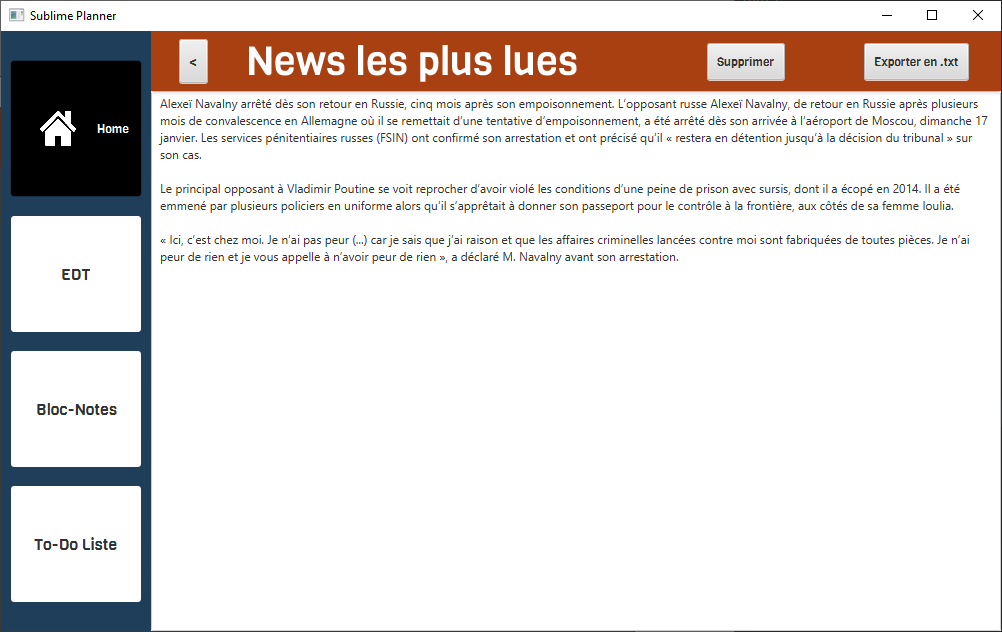 Sublime Planner
Home
EDT
Bloc-Notes
To-Do Liste
<
News les plus lues
Supprimer
Exporter en .txt
Alexeï Navalny arrêté dès son retour en Russie, cinq mois après son empoisonnement. L’opposant russe Alexeï Navalny, de retour en Russie après plusieurs
mois de convalescence en Allemagne où il se remettait d’une tentative d’empoisonnement, a été arrêté dès son arrivée à l’aéroport de Moscou, dimanche 17
janvier. Les services pénitentiaires russes (FSIN) ont confirmé son arrestation et ont précisé qu’il « restera en détention jusqu’à la décision du tribunal » sur
son cas.
Le principal opposant à Vladimir Poutine se voit reprocher d’avoir violé les conditions d’une peine de prison avec sursis, dont il a écopé en 2014. Il a été
emmené par plusieurs policiers en uniforme alors qu’il s’apprêtait à donner son passeport pour le contrôle à la frontière, aux côtés de sa femme Ioulia.
« Ici, c’est chez moi. Je n’ai pas peur (...) car je sais que j’ai raison et que les affaires criminelles lancées contre moi sont fabriquées de toutes pièces. Je n’ai
peur de rien et je vous appelle à n’avoir peur de rien », a déclaré M. Navalny avant son arrestation.